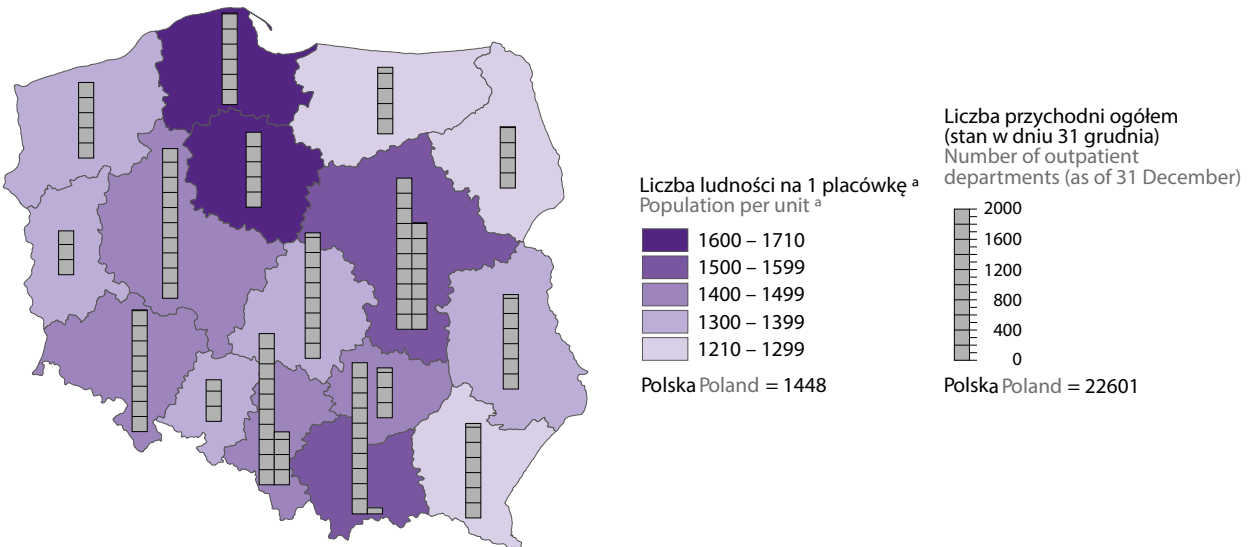 Liczba ludności na 1 placówkę ᵃ
Population per unit ᵃ
1600 – 1710
1500 – 1599
1400 – 1499
1300 – 1399
1210 – 1299
Polska Poland = 1448
Liczba przychodni ogółem
(stan w dniu 31 grudnia)
Number of outpatient
departments (as of 31 December)
2000
1600
1200
800
400
0
Polska Poland = 22601